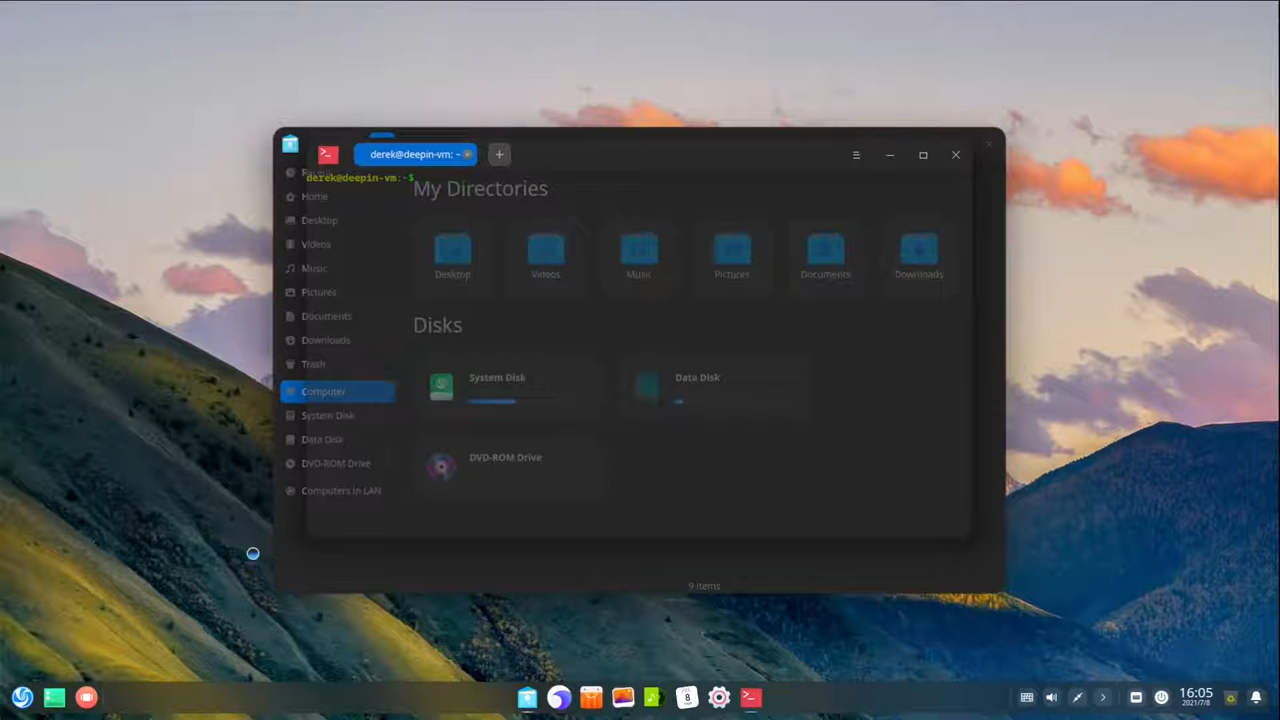 derek@deepin-vm: ~
derek@deepin-vm:~$
Home
Desktop
Videos
Music
Pictures
Documents
Downloads
Trash
Computer
System Disk
Data Disk
DVD-ROM Drive
Computers in LAN
My Directories
Desktop
Videos
Music
Pictures
Documents
Downloads
Disks
System Disk
Data Disk
DVD-ROM Drive
9 items
JUL
8
16:05
2021/7/8